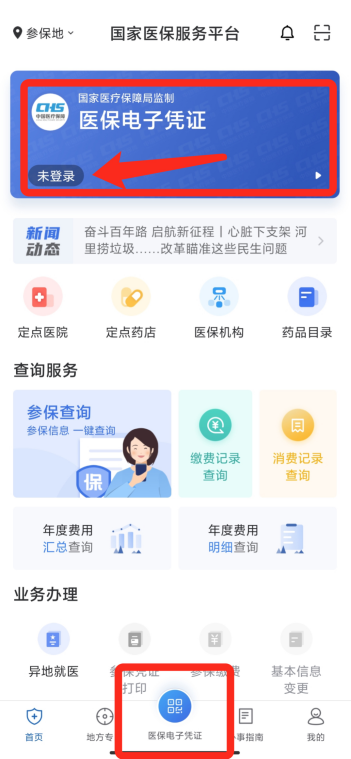 参保地
国家医保服务平台
国家医疗保障局监制
CHS
中国医疗保障
医保电子凭证
未登录
新闻
动态
奋斗百年路 启航新征程丨心脏下支架 河
里捞垃圾……改革瞄准这些民生问题
定点医院
定点药店
医保机构
药品目录
查询服务
参保查询
参保信息 一键查询
保
缴费记录
查询
消费记录
查询
年度费用
汇总查询
年度费用
明细查询
业务办理
异地就医
参保凭证
打印
参保缴费
基本信息
变更
首页
地方专
医保电子凭证
事指南
我的